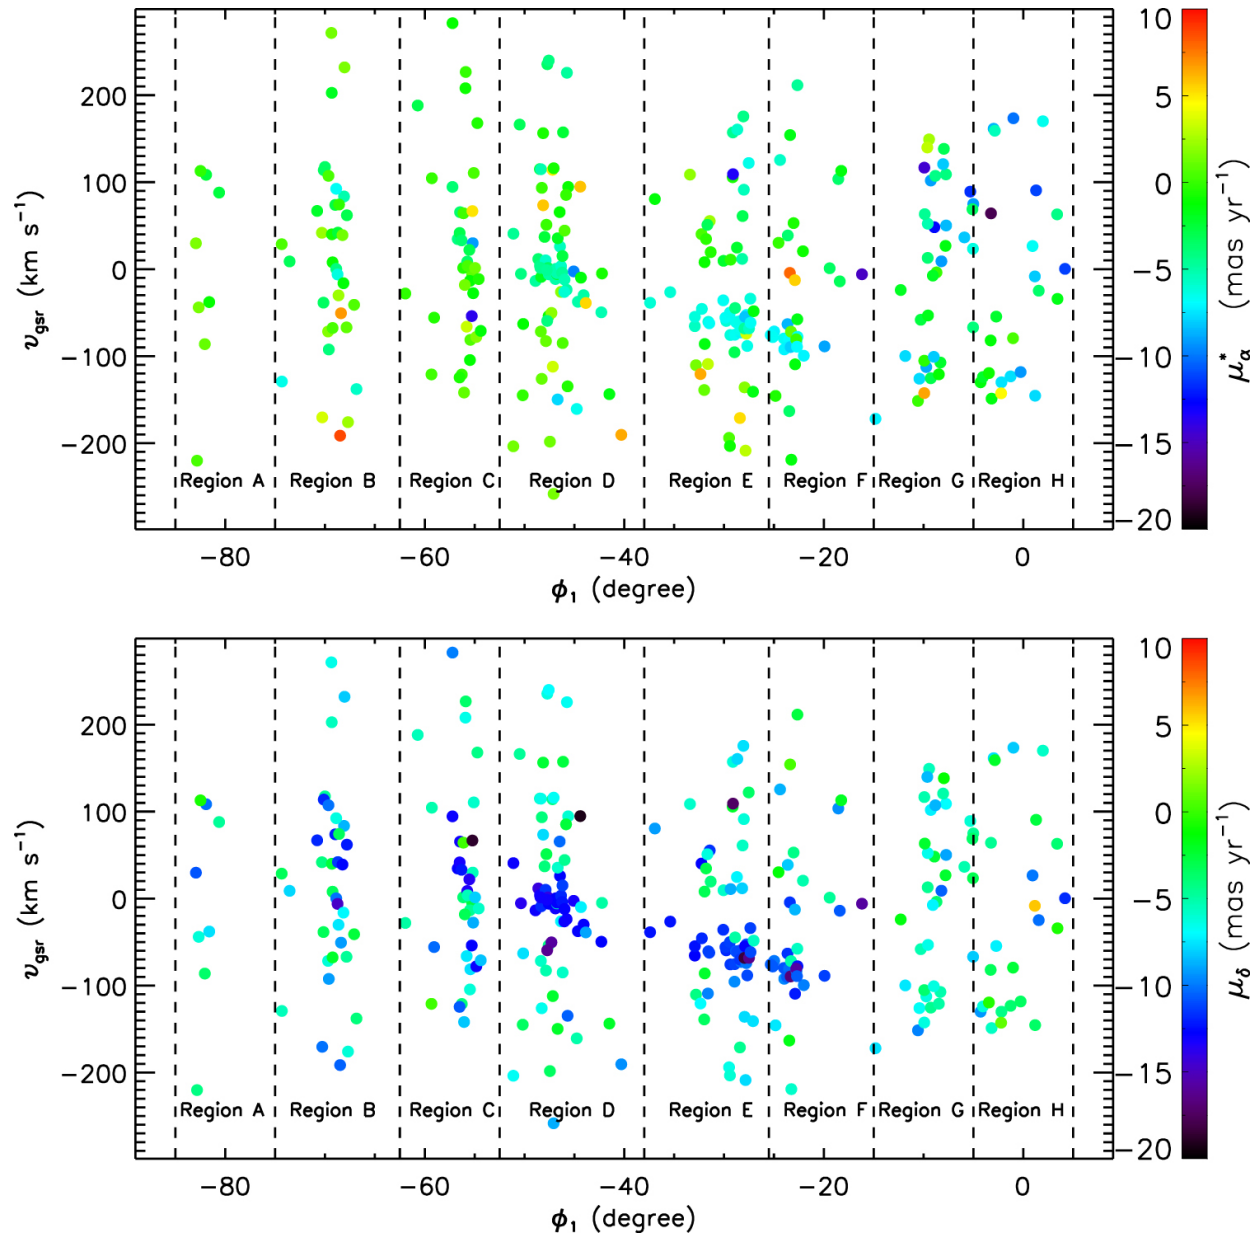 10
200
5
100
0
0
−5
−100
−10
−200
−15
−20
v_gsr (km s⁻¹)
μ*_α (mas yr⁻¹)
Region A Region B Region C Region D Region E Region F Region G Region H
−80 −60 −40 −20 0
ϕ₁ (degree)
10
200
5
100
0
0
−5
−100
−10
−200
−15
−20
v_gsr (km s⁻¹)
μ_δ (mas yr⁻¹)
Region A Region B Region C Region D Region E Region F Region G Region H
−80 −60 −40 −20 0
ϕ₁ (degree)